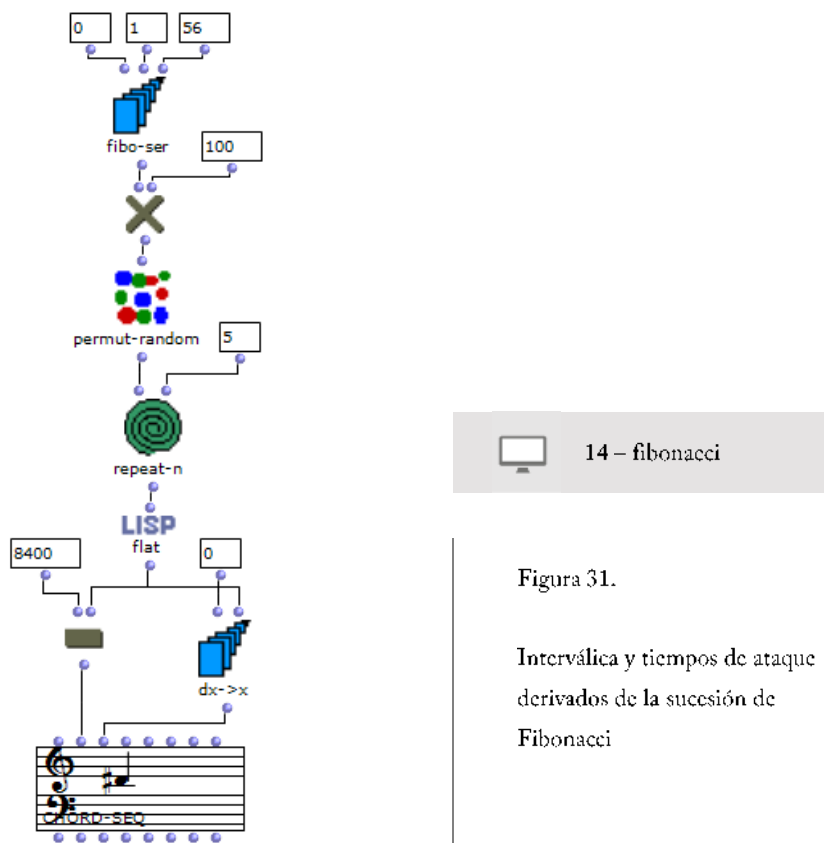 0 1 56
fibo-ser
100
permut-random
5
repeat-n
LISP
flat
8400
0
dx->x
CHORD-SEQ
14 – fibonacci
Figura 31.
Interválica y tiempos de ataque
derivados de la sucesión de
Fibonacci